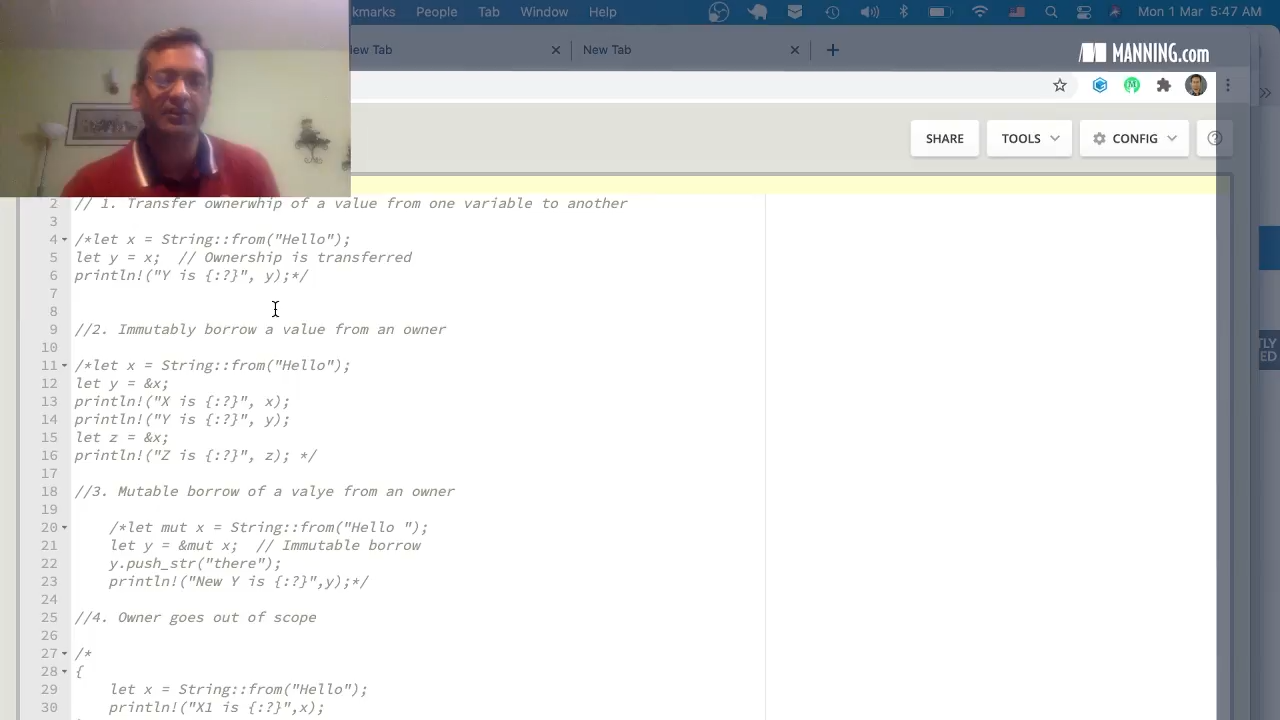 kmarks People Tab Window Help Mon 1 Mar 5:47 AM
ew Tab New Tab
MANNING.com
SHARE TOOLS CONFIG
2 // 1. Transfer ownerwhip of a value from one variable to another
3
4 /*let x = String::from("Hello");
5 let y = x; // Ownership is transferred
6 println!("Y is {:?}", y);*/
7
8
9 //2. Immutably borrow a value from an owner
10
11 /*let x = String::from("Hello");
12 let y = &x;
13 println!("X is {:?}", x);
14 println!("Y is {:?}", y);
15 let z = &x;
16 println!("Z is {:?}", z); */
17
18 //3. Mutable borrow of a valye from an owner
19
20 /*let mut x = String::from("Hello ");
21 let y = &mut x; // Immutable borrow
22 y.push_str("there");
23 println!("New Y is {:?}",y);*/
24
25 //4. Owner goes out of scope
26
27 /*
28 {
29 let x = String::from("Hello");
30 println!("X1 is {:?}",x);
TLY
ED